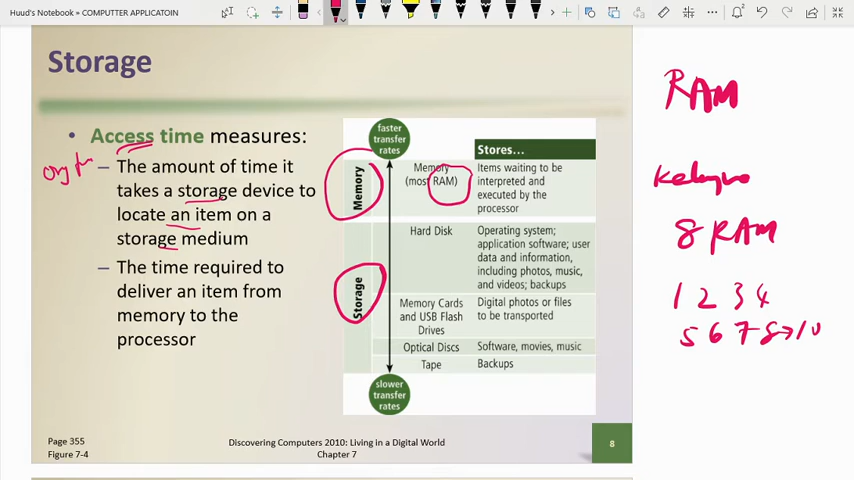 Huud's Notebook » COMPUTTER APPLICATOIN
Storage
• Access time measures:
– The amount of time it
takes a storage device to
locate an item on a
storage medium
– The time required to
deliver an item from
memory to the
processor
faster
transfer
rates
Stores…
Memory
Memory
(most RAM)
Items waiting to be
interpreted and
executed by the
processor
Storage
Hard Disk
Operating system;
application software; user
data and information,
including photos, music,
and videos; backups
Memory Cards
and USB Flash
Drives
Digital photos or files
to be transported
Optical Discs
Software, movies, music
Tape
Backups
slower
transfer
rates
RAM
8 RAM
1 2 3 4
5 6 7 8→10
Page 355
Figure 7-4
Discovering Computers 2010: Living in a Digital World
Chapter 7
8